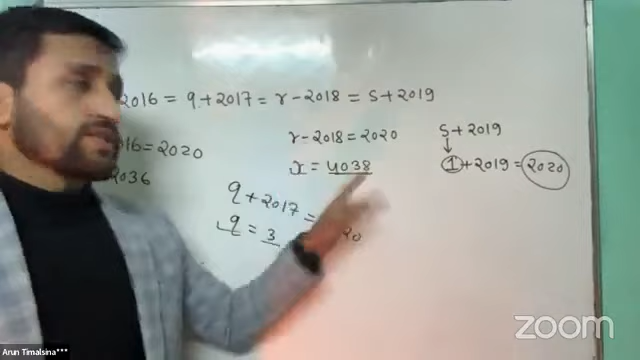 2016 = q + 2017 = r - 2018 = s + 2019
16 = 2020
2036
r - 2018 = 2020
x = 4038
q + 2017 =
20
q = 3
s + 2019
↓
1 + 2019 = 2020
zoom
Arun Timalsina***